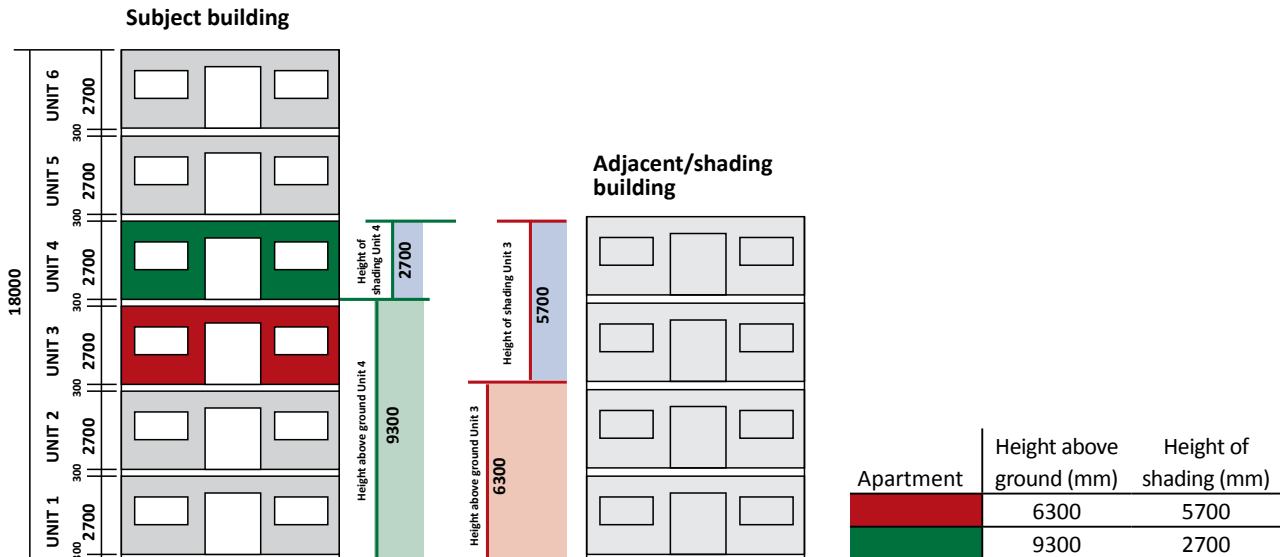 Subject building
18000
UNIT 6
2700
300
UNIT 5
2700
300
UNIT 4
2700
300
UNIT 3
2700
300
UNIT 2
2700
300
UNIT 1
2700
300
Height of
shading Unit 4
2700
Height above ground Unit 4
9300
Height of shading Unit 3
5700
Height above ground Unit 3
6300
Adjacent/shading
building
Apartment Height above ground (mm) Height of shading (mm)
6300 5700
9300 2700